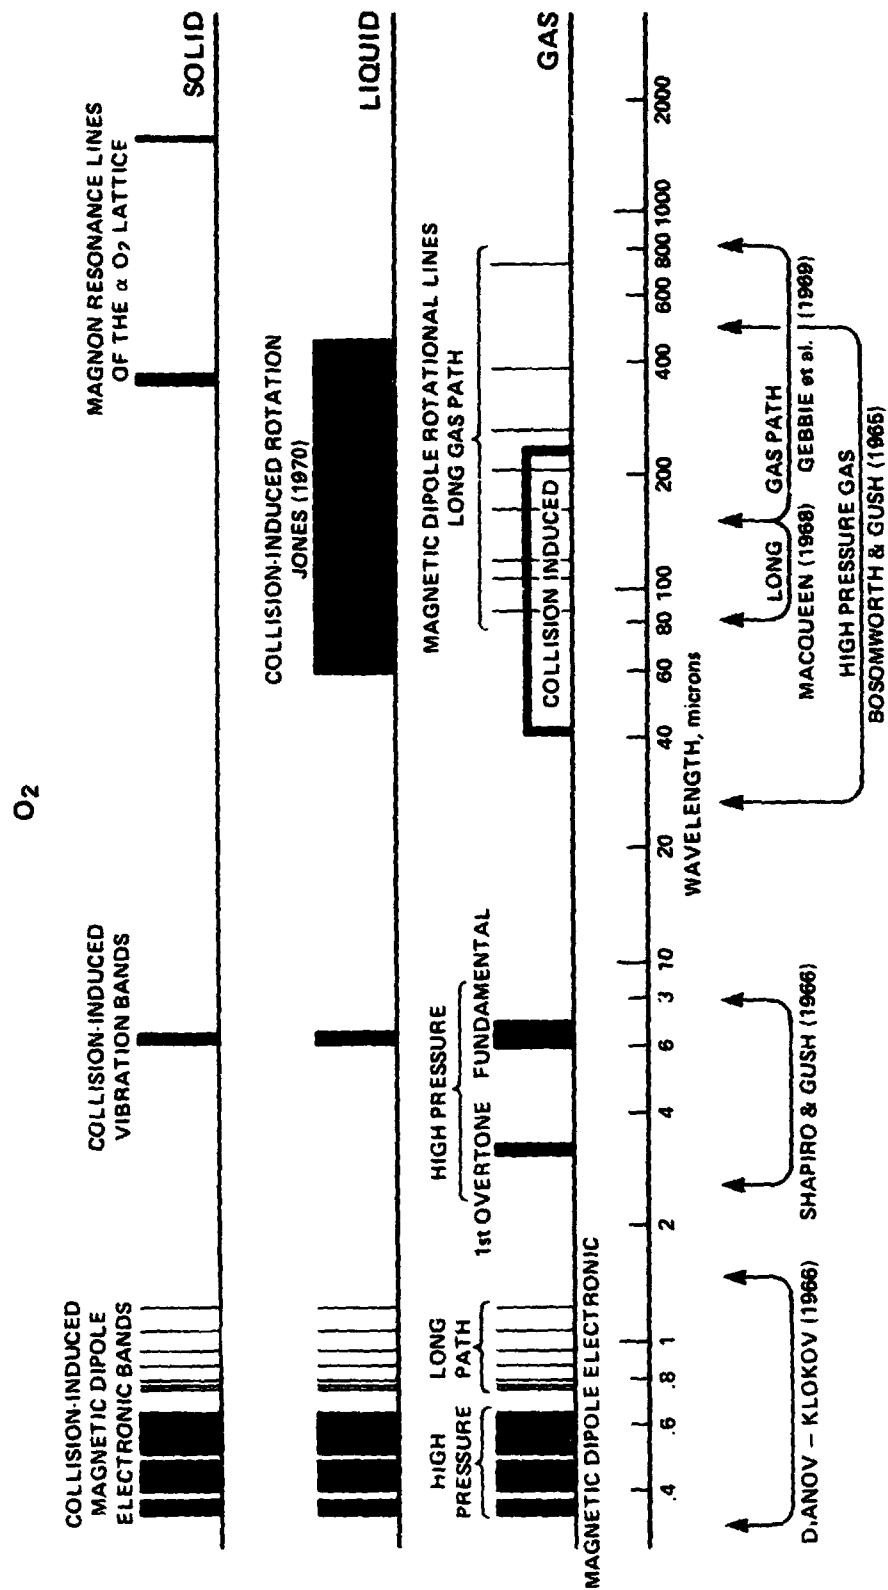 O2
COLLISION-INDUCED
MAGNETIC DIPOLE
ELECTRONIC BANDS
COLLISION-INDUCED
VIBRATION BANDS
MAGNON RESONANCE LINES
OF THE α O2 LATTICE
SOLID
COLLISION-INDUCED ROTATION
JONES (1970)
LIQUID
HIGH
PRESSURE
LONG
PATH
HIGH PRESSURE
1st OVERTONE FUNDAMENTAL
MAGNETIC DIPOLE ROTATIONAL LINES
LONG GAS PATH
COLLISION INDUCED
GAS
MAGNETIC DIPOLE ELECTRONIC
.4 .6 .8 1 2 4 6 3 10 20 40 60 80 100 200 400 600 800 1000 2000
WAVELENGTH, microns
LONG GAS PATH
DIANOV – KLOKOV (1966)
SHAPIRO & GUSH (1966)
MACQUEEN (1968) GEBBIE et al. (1969)
HIGH PRESSURE GAS
BOSOMWORTH & GUSH (1965)